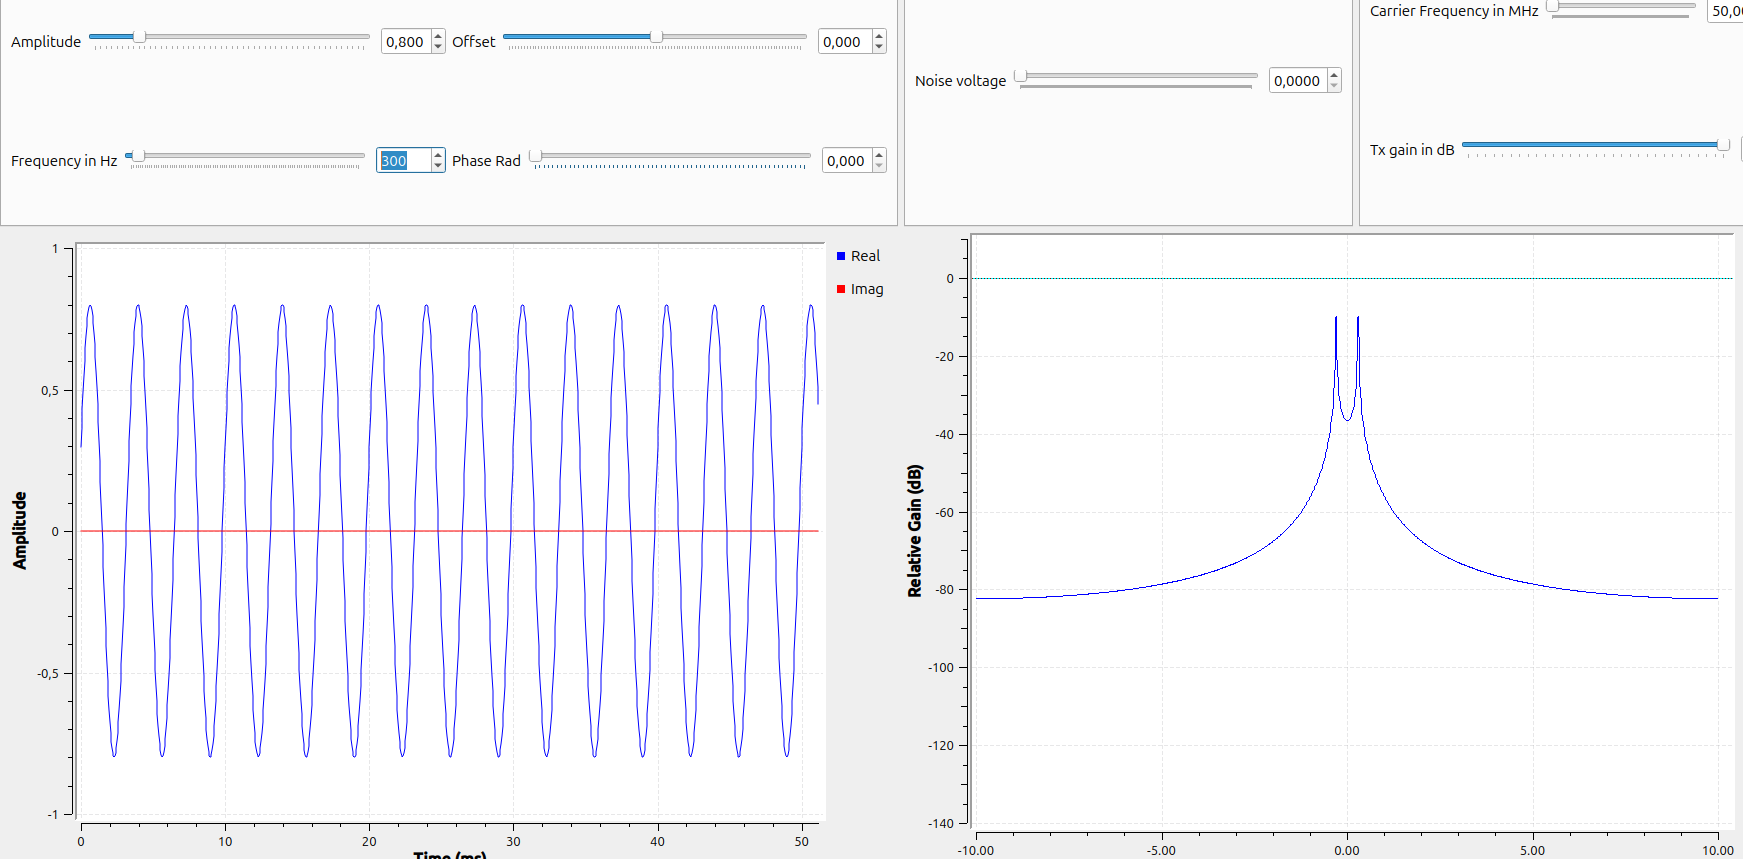 Carrier Frequency in MHz
Amplitude 0,800 Offset 0,000
Noise voltage 0,0000
Tx gain in dB
Frequency in Hz 300 Phase Rad 0,000
1
0,5
0
-0,5
-1
Amplitude
0 10 20 30 40 50
Real
Imag
0
-20
-40
-60
-80
-100
-120
-140
Relative Gain (dB)
-10.00 -5.00 0.00 5.00 10.00
Time (ms)